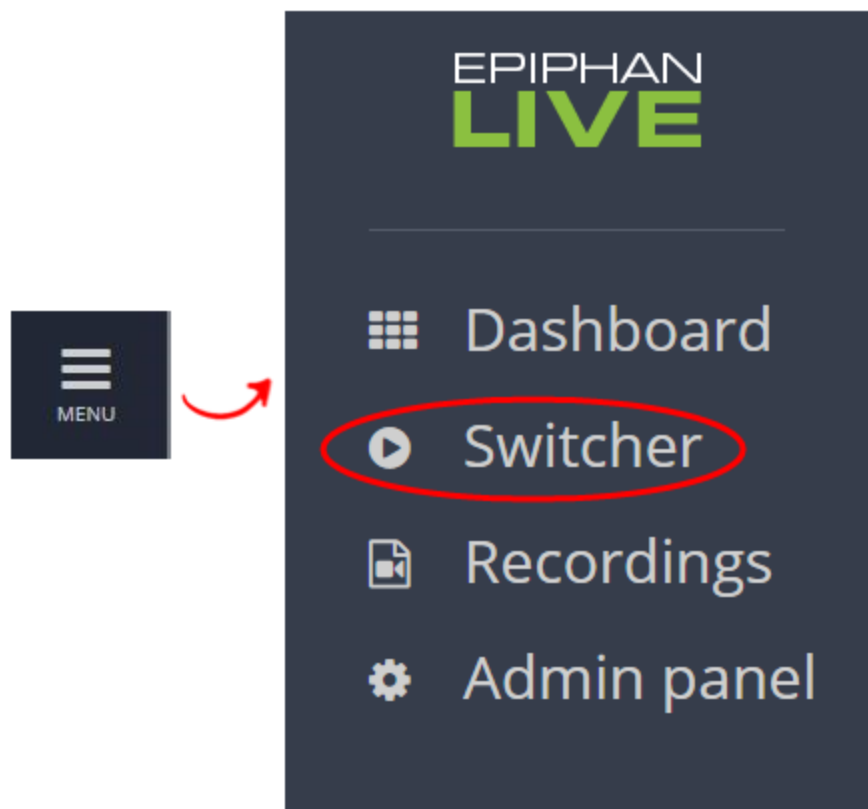 MENU
EPIPHAN
LIVE
Dashboard
Switcher
Recordings
Admin panel